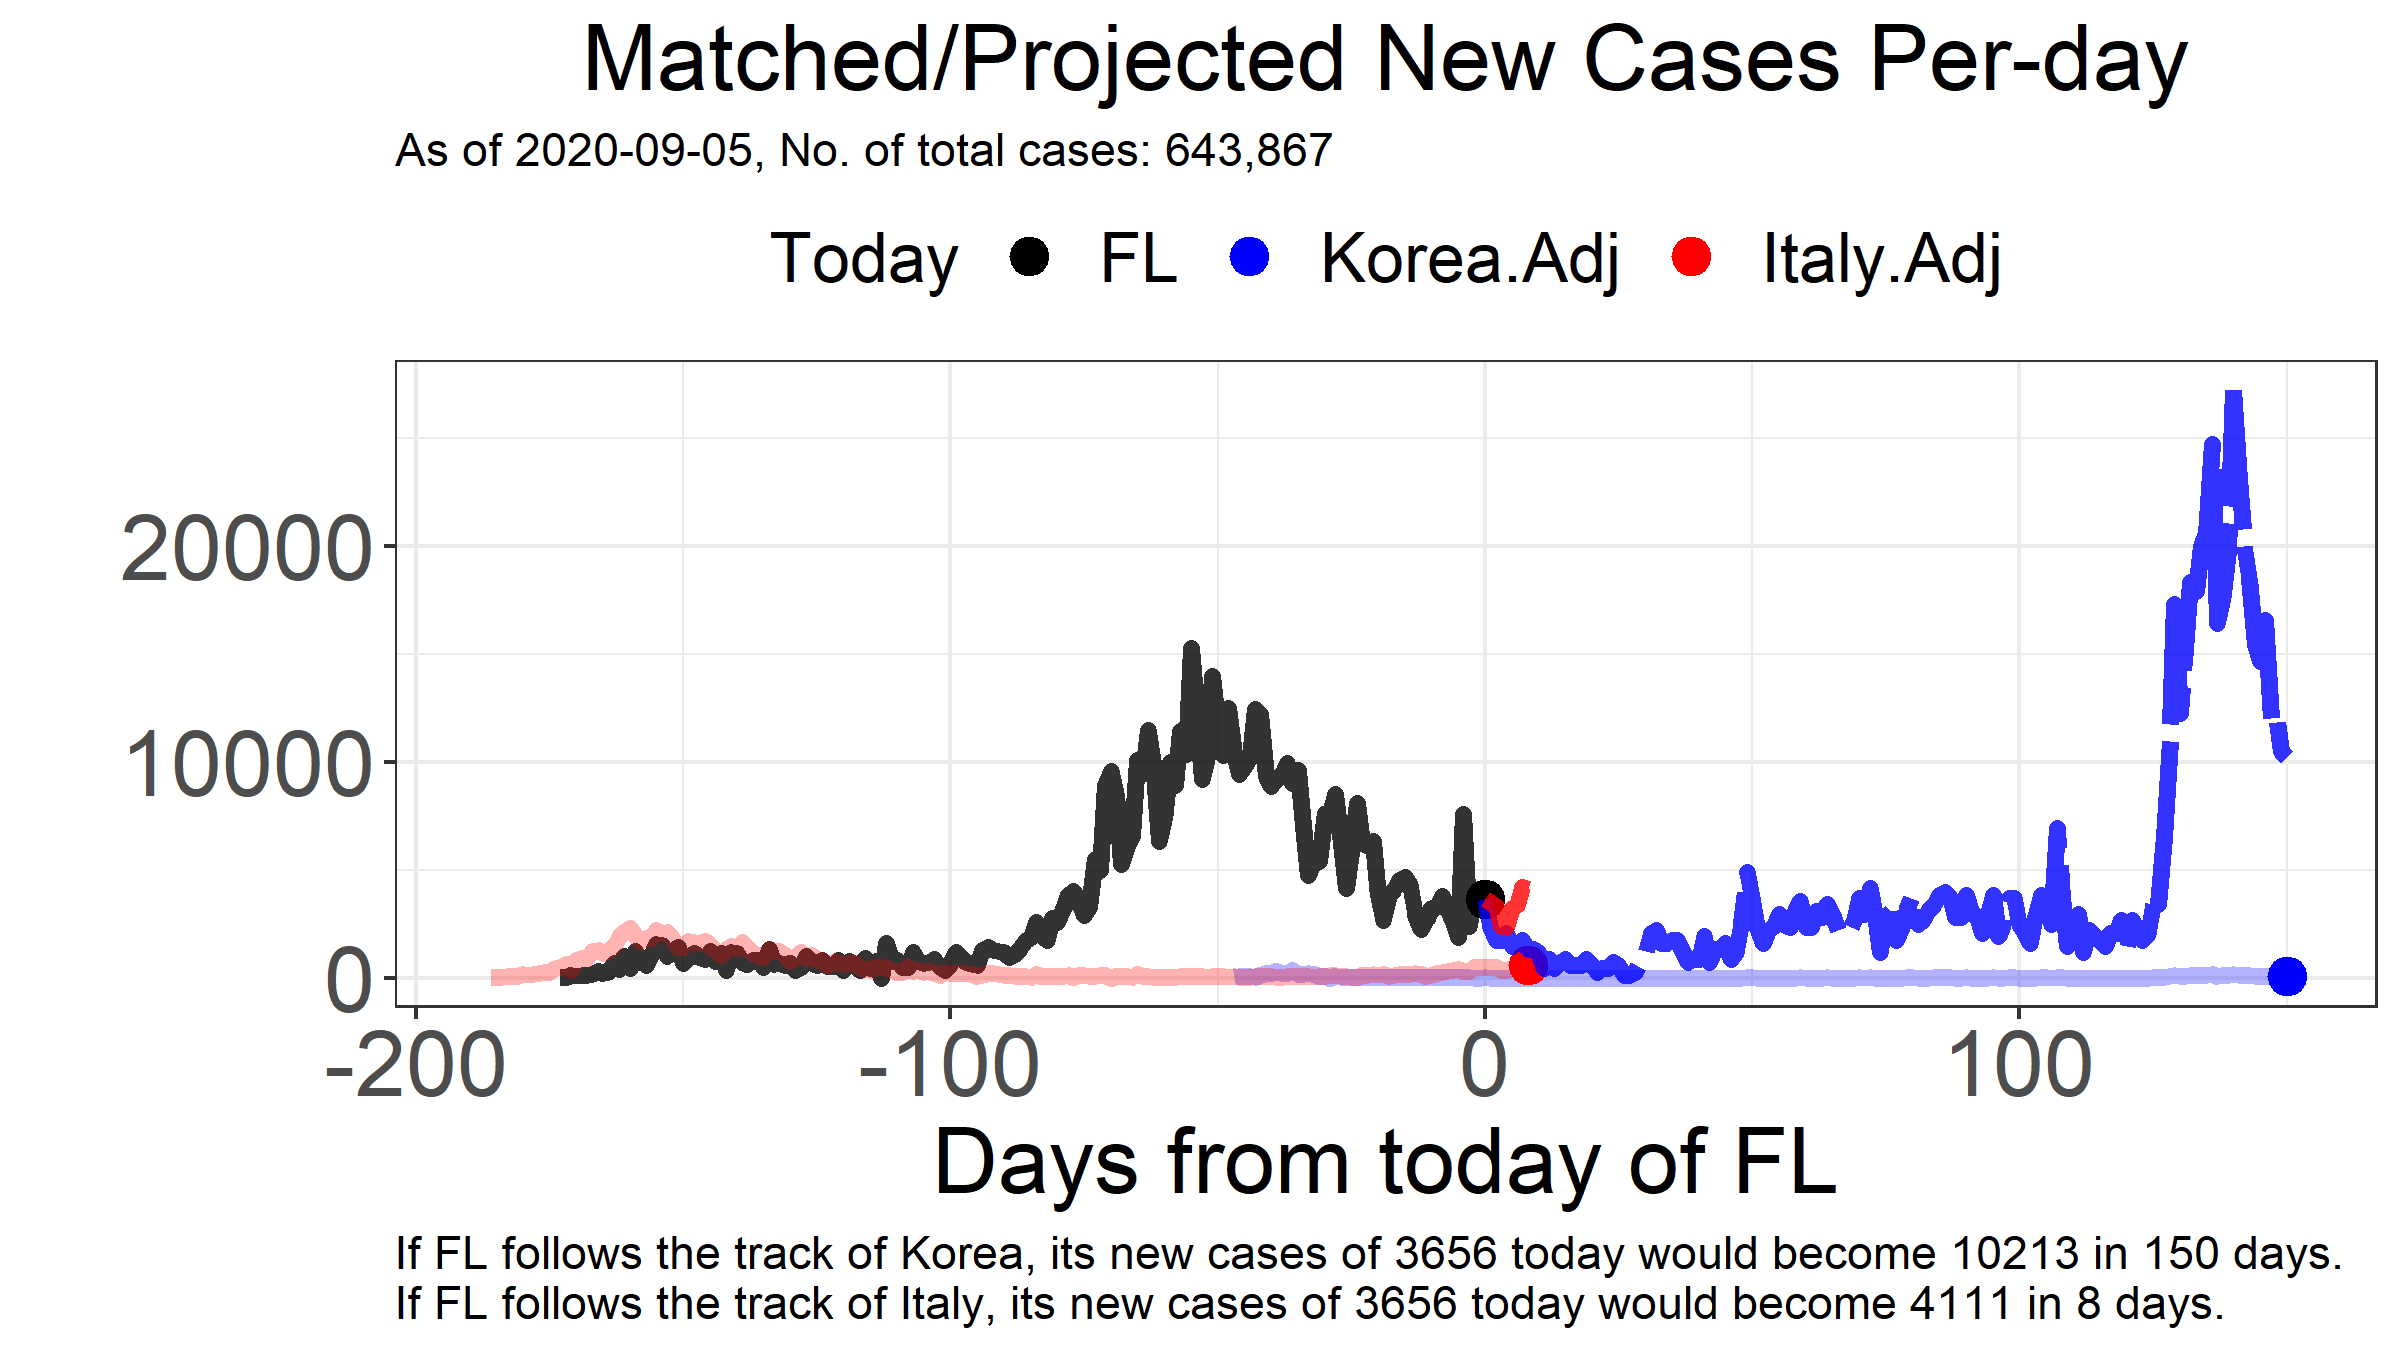 Matched/Projected New Cases Per-day
As of 2020-09-05, No. of total cases: 643,867
Today FL Korea.Adj Italy.Adj
20000
10000
0
-200 -100 0 100
Days from today of FL
If FL follows the track of Korea, its new cases of 3656 today would become 10213 in 150 days.
If FL follows the track of Italy, its new cases of 3656 today would become 4111 in 8 days.